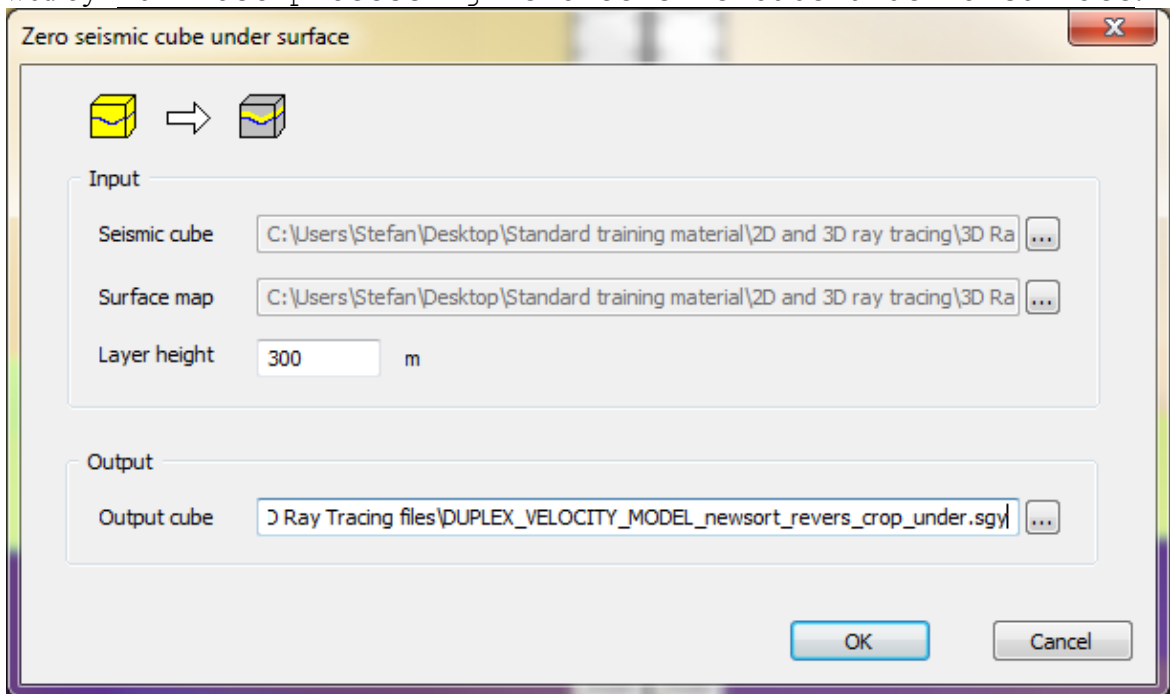 Zero seismic cube under surface
Input
Seismic cube C:\Users\Stefan\Desktop\Standard training material\2D and 3D ray tracing\3D Ra ...
Surface map C:\Users\Stefan\Desktop\Standard training material\2D and 3D ray tracing\3D Ra ...
Layer height 300 m
Output
Output cube Ray Tracing files\DUPLEX_VELOCITY_MODEL_newsort_revers_crop_under.sgy ...
OK Cancel